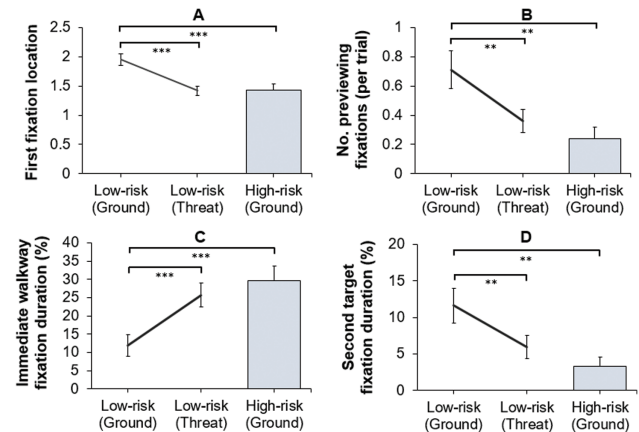 A
First fixation location
2.5
2
1.5
1
0.5
0
***
***
Low-risk
(Ground)
Low-risk
(Threat)
High-risk
(Ground)
B
No. previewing
fixations (per trial)
1
0.8
0.6
0.4
0.2
0
**
**
Low-risk
(Ground)
Low-risk
(Threat)
High-risk
(Ground)
C
Immediate walkway
fixation duration (%)
40
35
30
25
20
15
10
5
0
***
***
Low-risk
(Ground)
Low-risk
(Threat)
High-risk
(Ground)
D
Second target
fixation duration (%)
20
15
10
5
0
**
**
Low-risk
(Ground)
Low-risk
(Threat)
High-risk
(Ground)